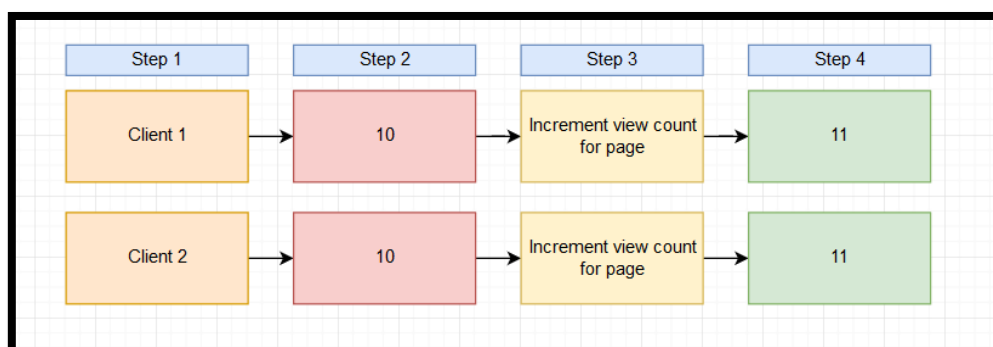 Step 1
Step 2
Step 3
Step 4
Client 1
10
Increment view count
for page
11
Client 2
10
Increment view count
for page
11